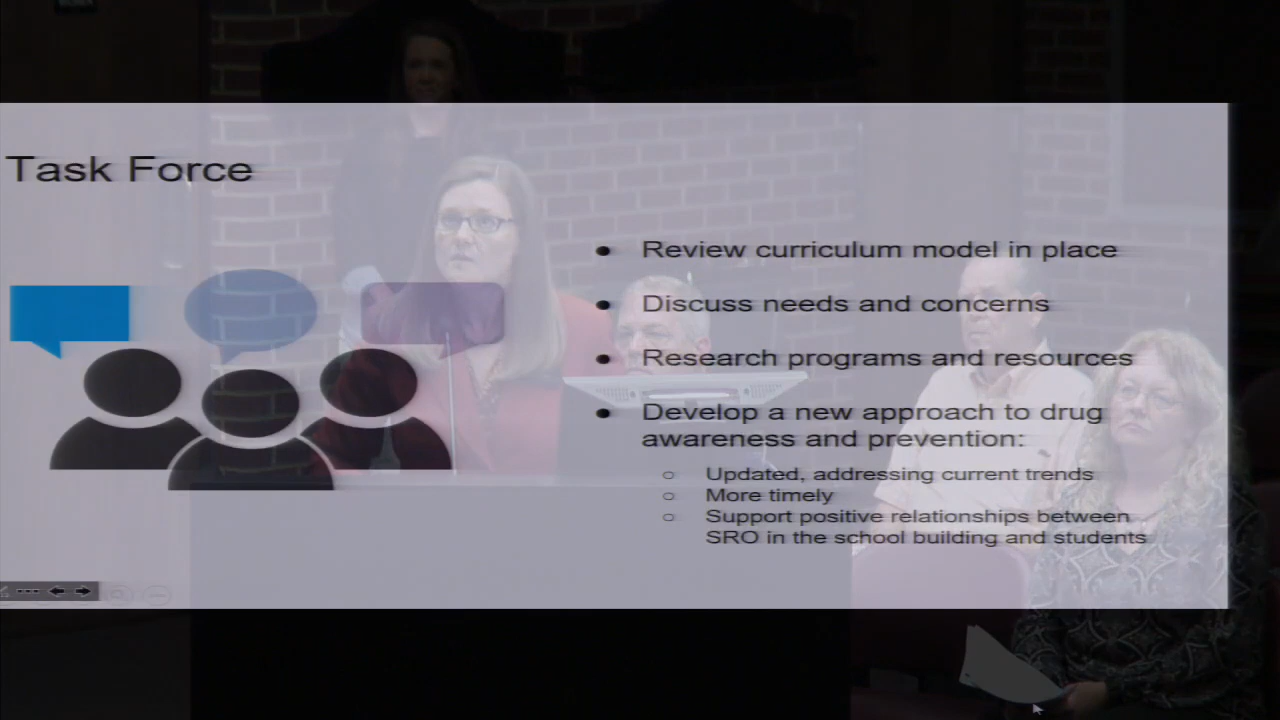 Task Force
● Review curriculum model in place
● Discuss needs and concerns
● Research programs and resources
● Develop a new approach to drug
awareness and prevention:
○ Updated, addressing current trends
○ More timely
○ Support positive relationships between
SRO in the school building and students